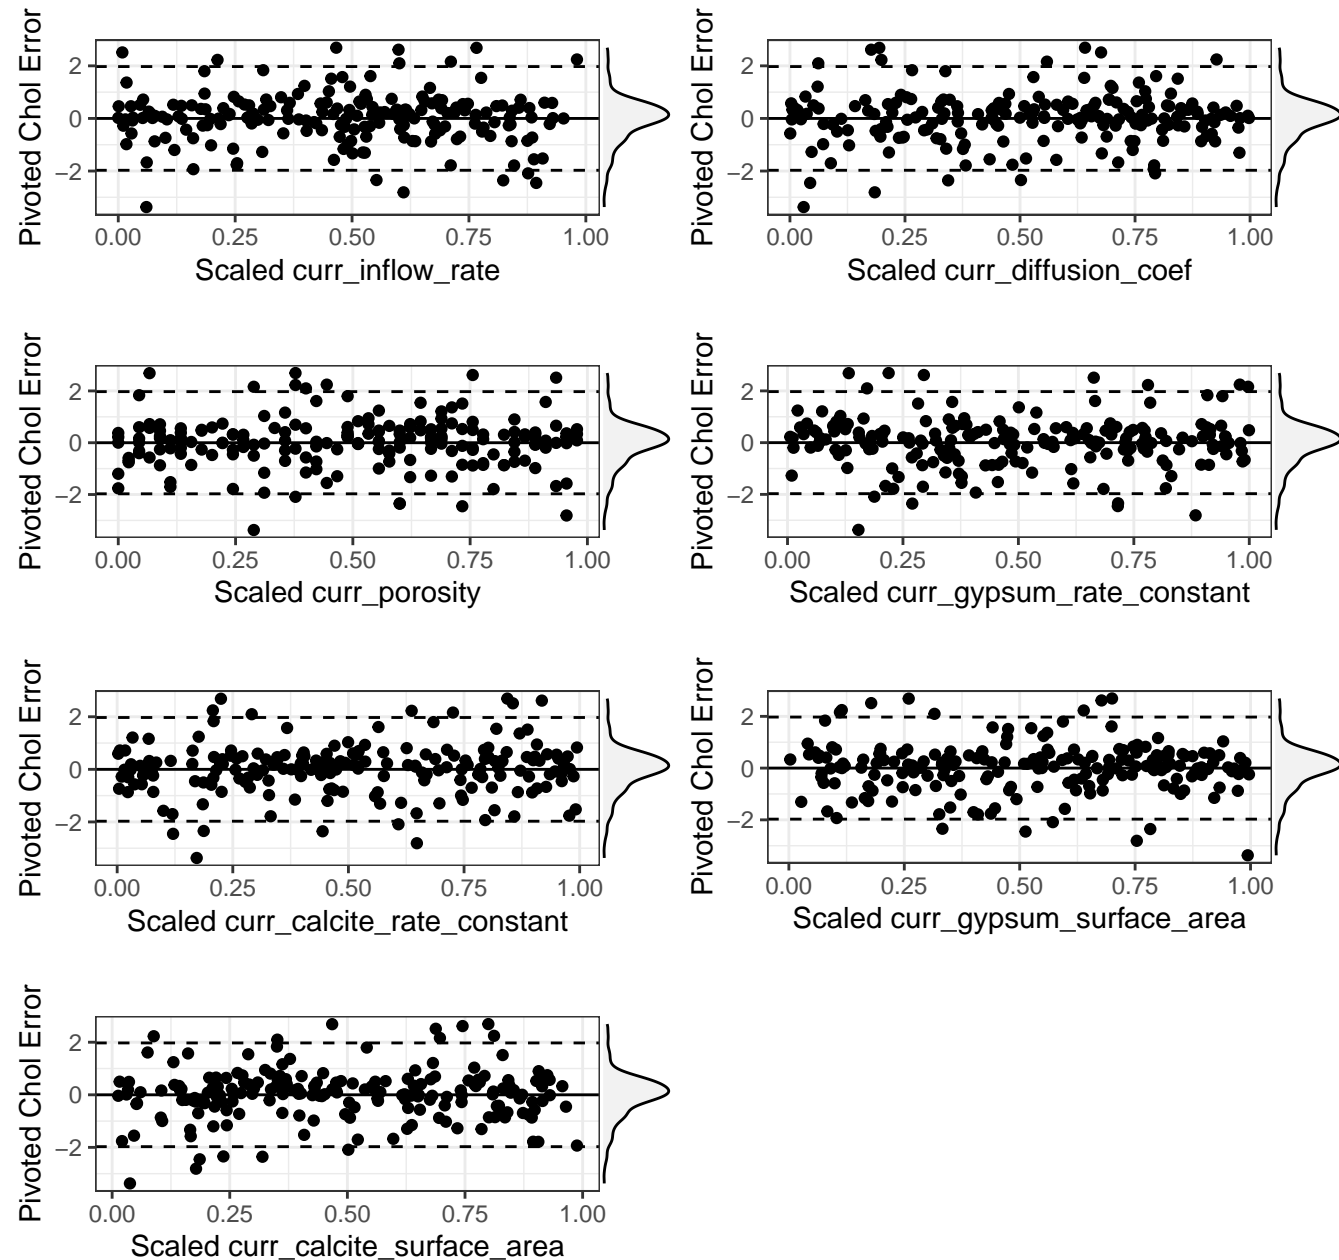 Pivoted Chol Error
2
0
−2
0.00 0.25 0.50 0.75 1.00
Scaled curr_inflow_rate
Pivoted Chol Error
2
0
−2
0.00 0.25 0.50 0.75 1.00
Scaled curr_diffusion_coef
Pivoted Chol Error
2
0
−2
0.00 0.25 0.50 0.75 1.00
Scaled curr_porosity
Pivoted Chol Error
2
0
−2
0.00 0.25 0.50 0.75 1.00
Scaled curr_gypsum_rate_constant
Pivoted Chol Error
2
0
−2
0.00 0.25 0.50 0.75 1.00
Scaled curr_calcite_rate_constant
Pivoted Chol Error
2
0
−2
0.00 0.25 0.50 0.75 1.00
Scaled curr_gypsum_surface_area
Pivoted Chol Error
2
0
−2
0.00 0.25 0.50 0.75 1.00
Scaled curr_calcite_surface_area